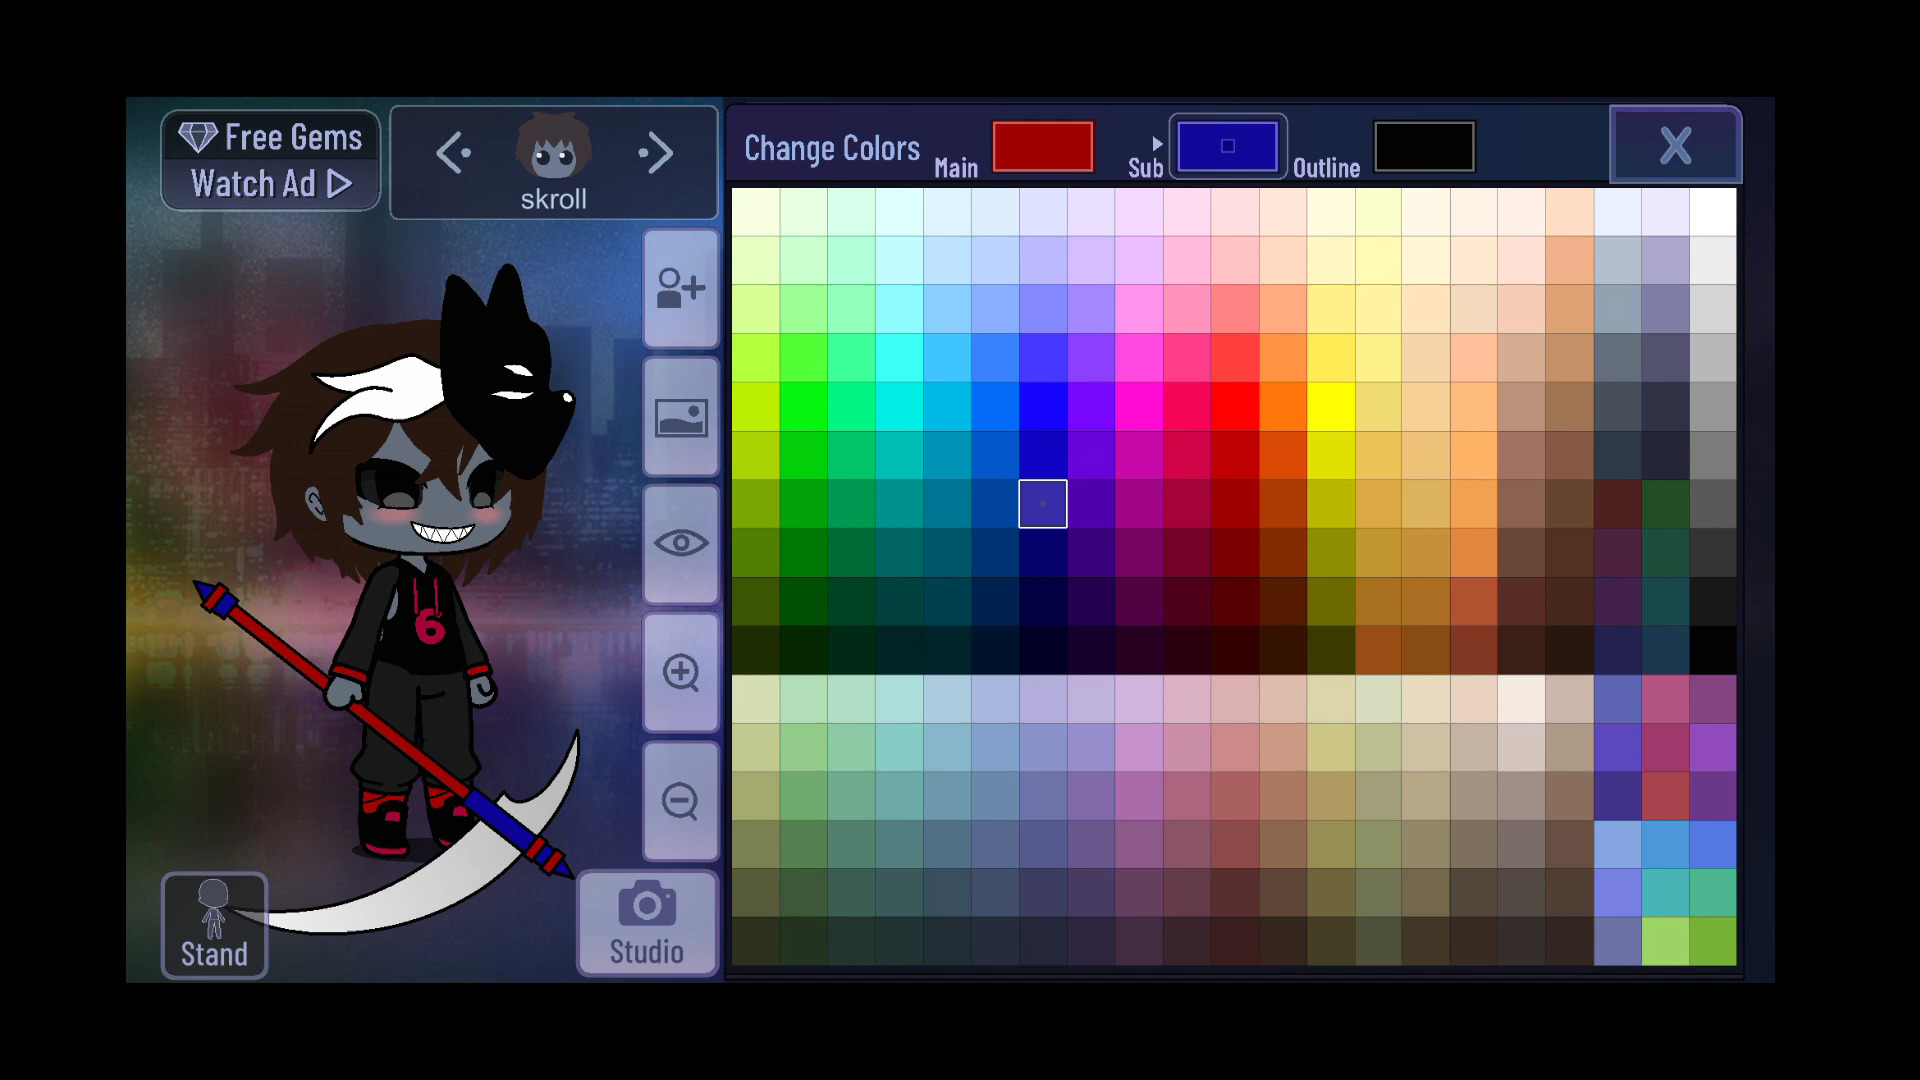 Free Gems
Watch Ad
skroll
Change Colors
Main
Sub
Outline
X
6
Stand
Studio